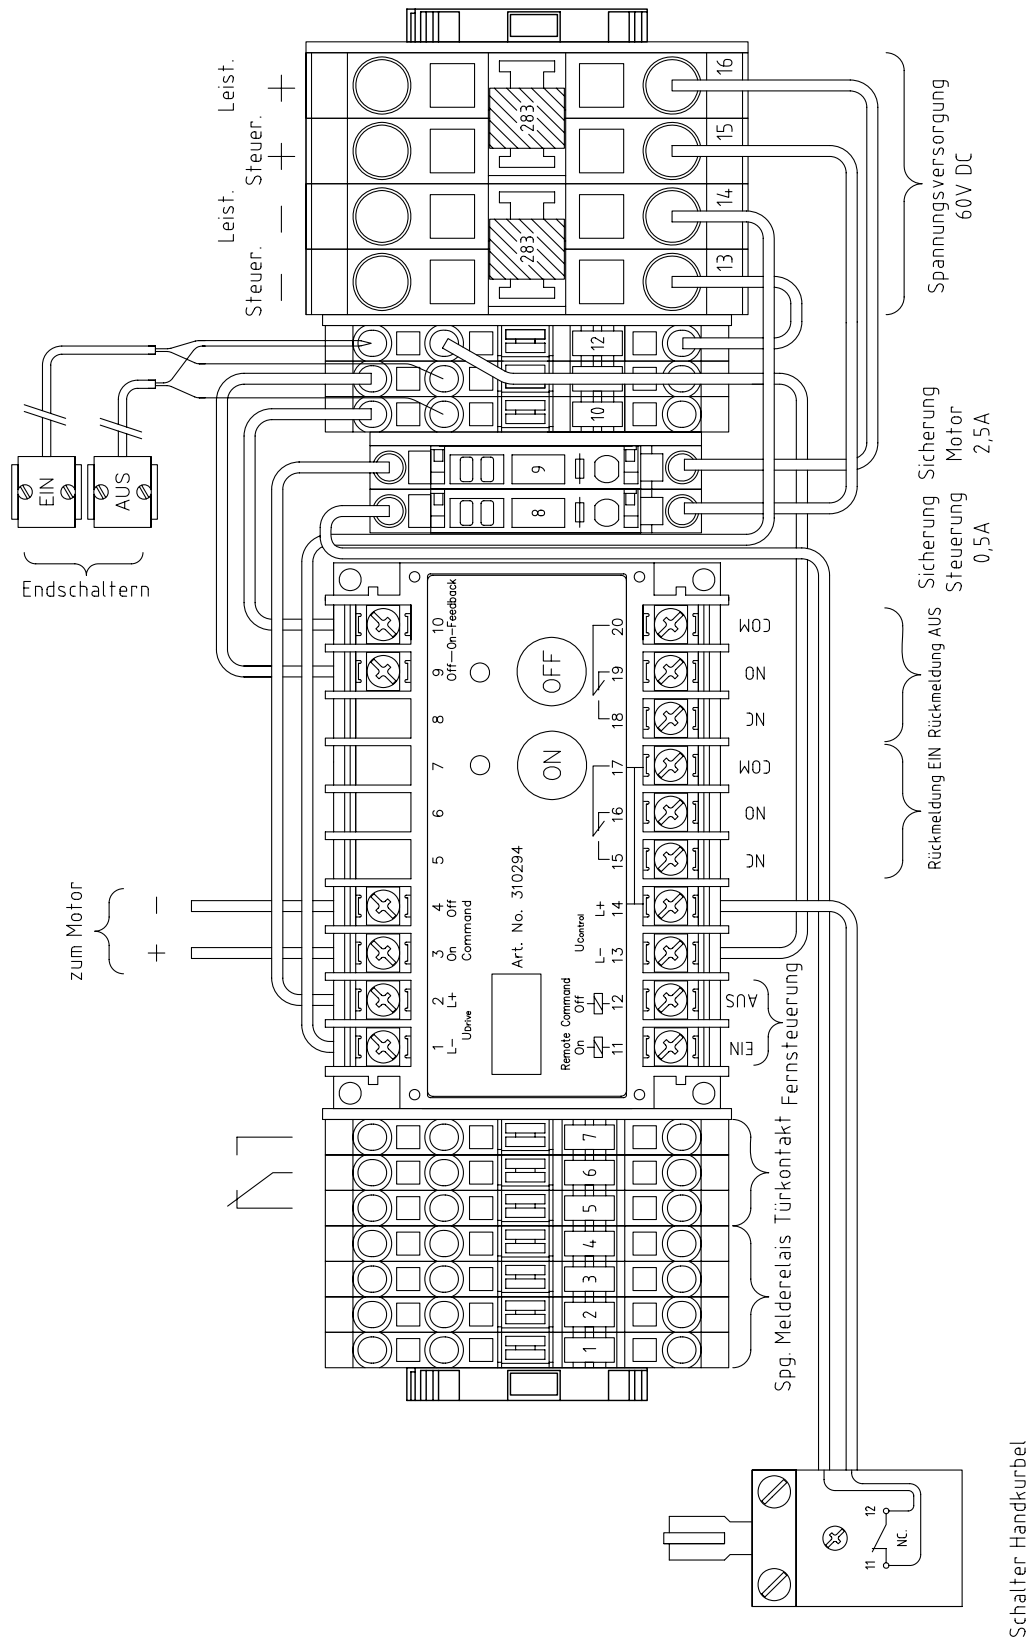 Schalter Handkurbel
11
12
NC.
Spg. Melderelais
Türkontakt
Fernsteuerung
1
2
3
4
5
6
7
zum Motor
+
-
Endschaltern
EIN
AUS
1
2
3
4
5
6
7
8
9
10
L-
L+
On
Off
Off-On-Feedback
UDrive
Command
Art. No. 310294
ON
OFF
Remote Command
On
Off
UControl
L-
L+
11
12
13
14
15
16
17
18
19
20
EIN
AUS
NC
NO
COM
NC
NO
COM
Rückmeldung EIN
Rückmeldung AUS
8
9
Sicherung
Steuerung
0,5A
Sicherung
Motor
2,5A
10
12
Steuer.
-
Leist.
-
Steuer.
+
Leist.
+
283
283
13
14
15
16
Spannungsversorgung
60V DC